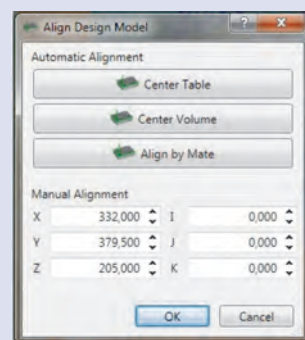 Align Design Model
Automatic Alignment
Center Table
Center Volume
Align by Mate
Manual Alignment
X 332,000 I 0,000
Y 379,500 J 0,000
Z 205,000 K 0,000
OK Cancel